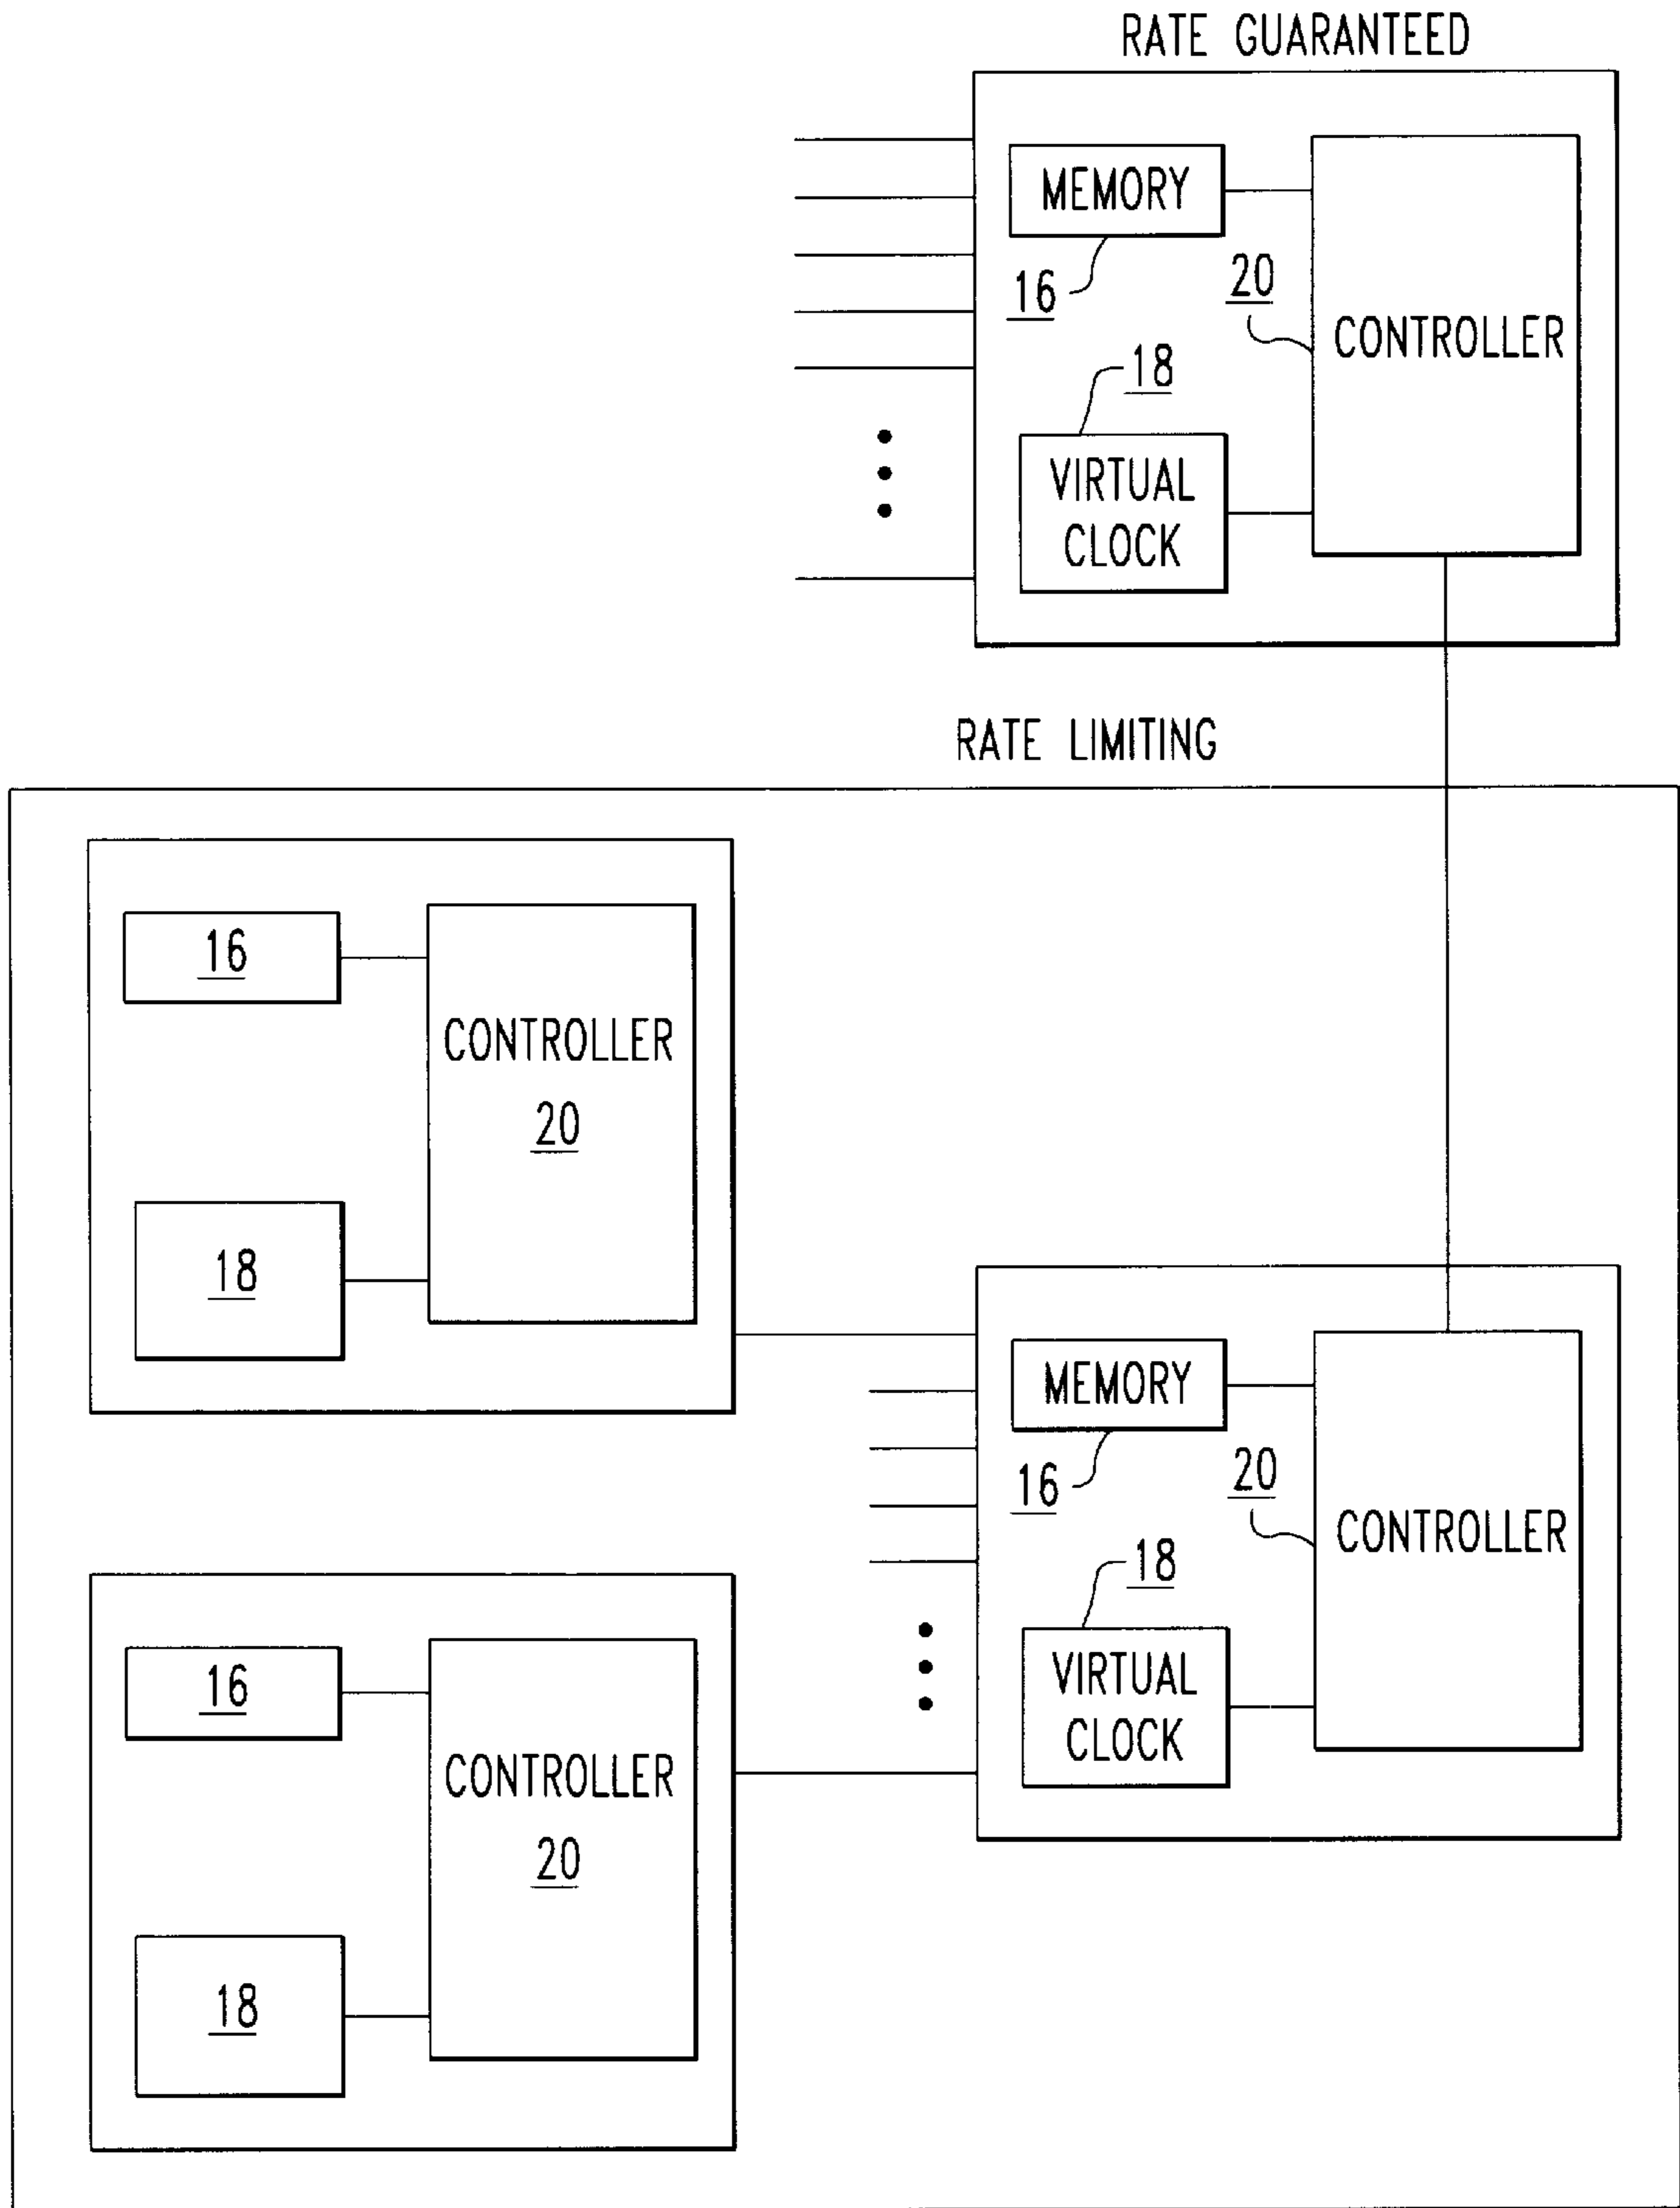 RATE GUARANTEED
MEMORY
16
20
CONTROLLER
18
VIRTUAL
CLOCK
RATE LIMITING
16
CONTROLLER
20
18
MEMORY
16
20
CONTROLLER
18
VIRTUAL
CLOCK
16
CONTROLLER
20
18